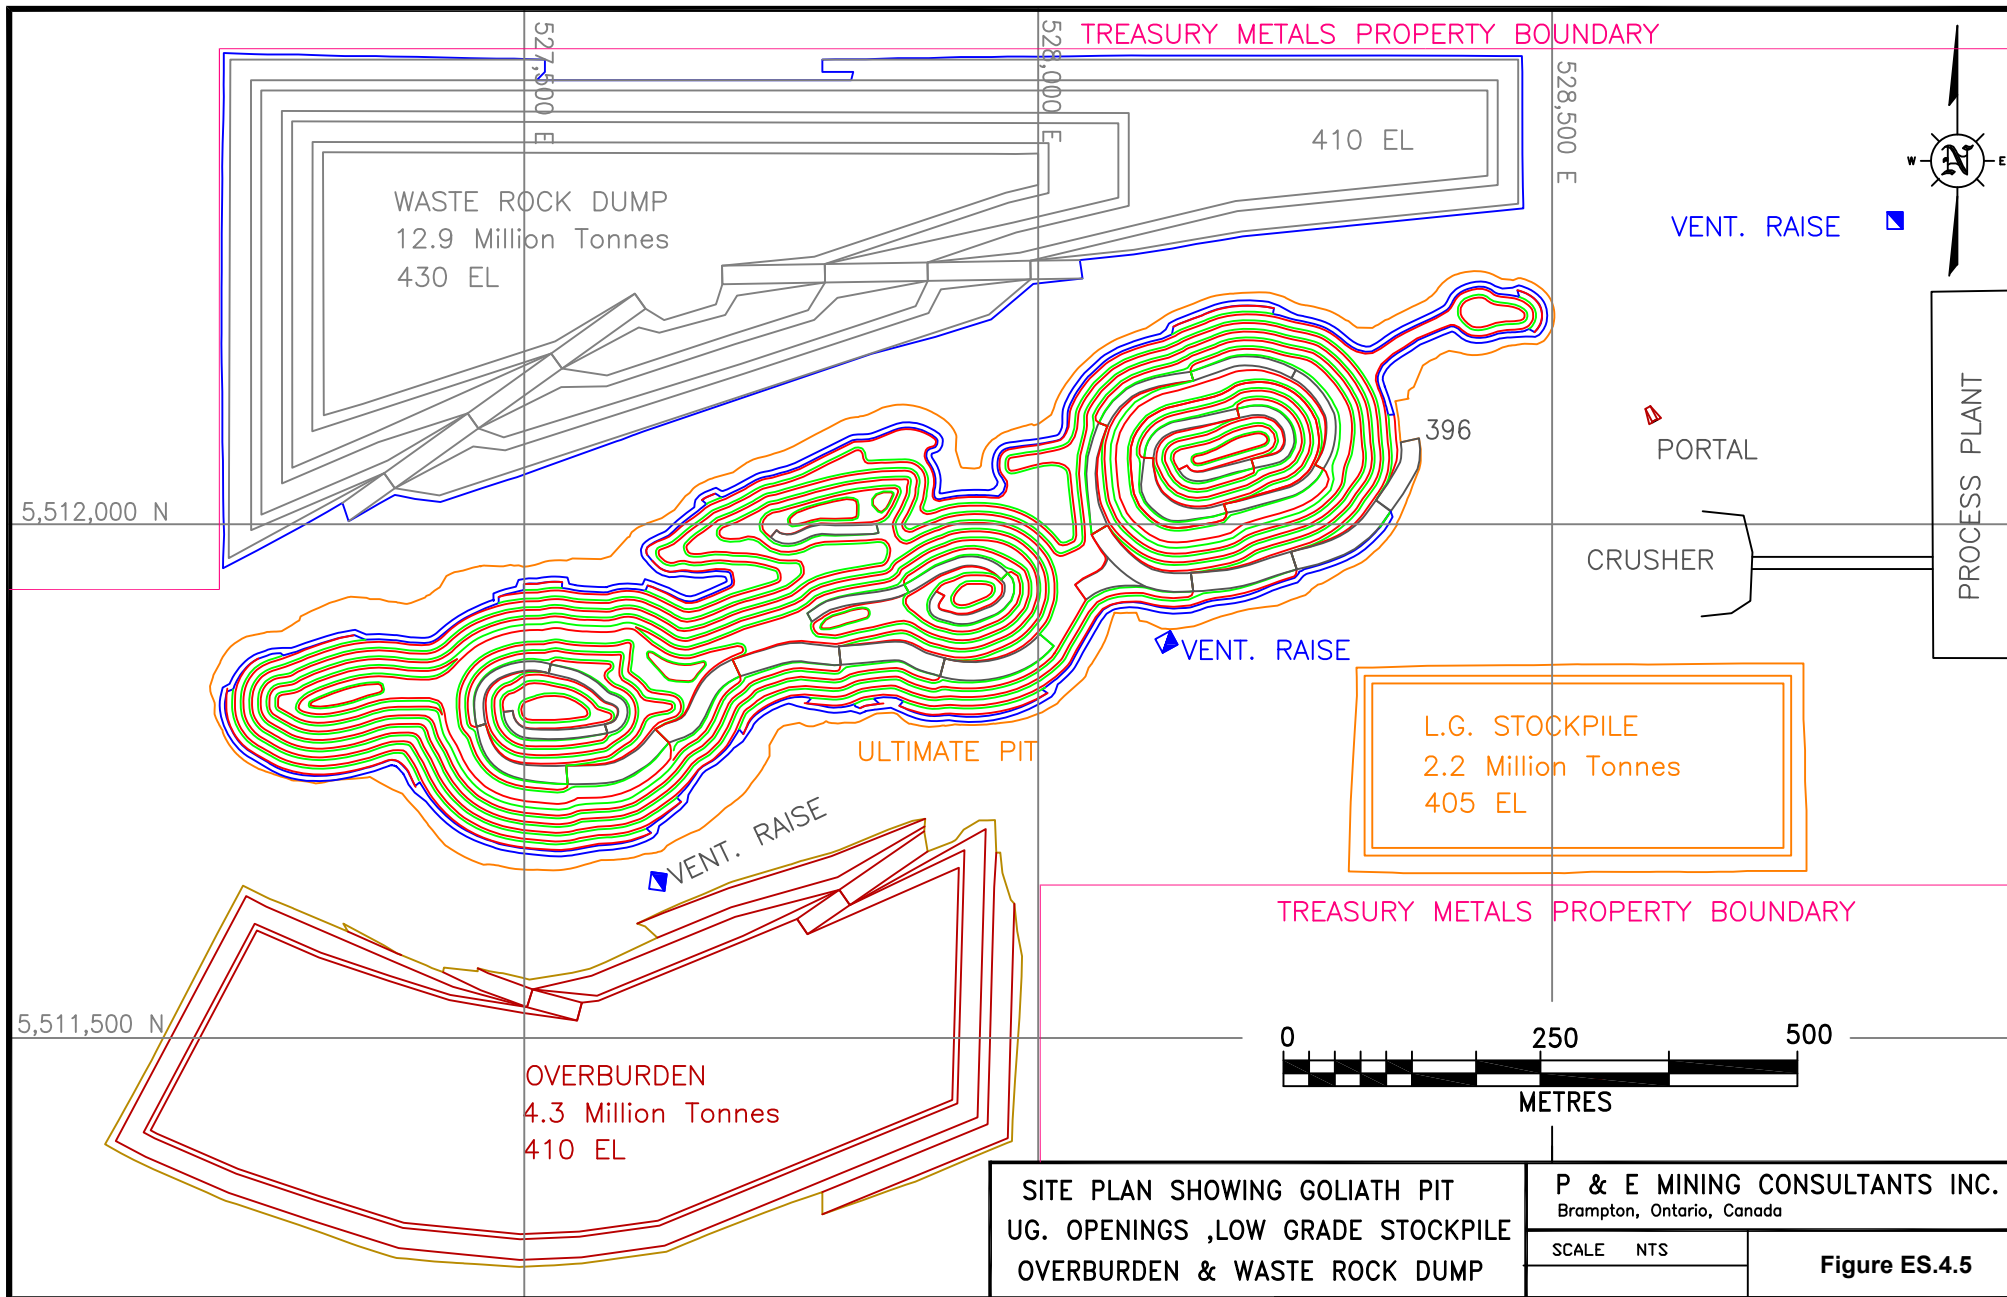 TREASURY METALS PROPERTY BOUNDARY
527,500 E
528,000 E
528,500 E
410 EL
N
W
E
WASTE ROCK DUMP
12.9 Million Tonnes
430 EL
VENT. RAISE
396
PORTAL
PROCESS PLANT
5,512,000 N
CRUSHER
VENT. RAISE
L.G. STOCKPILE
2.2 Million Tonnes
405 EL
ULTIMATE PIT
VENT. RAISE
TREASURY METALS PROPERTY BOUNDARY
5,511,500 N
0 250 500
METRES
OVERBURDEN
4.3 Million Tonnes
410 EL
SITE PLAN SHOWING GOLIATH PIT
UG. OPENINGS ,LOW GRADE STOCKPILE
OVERBURDEN & WASTE ROCK DUMP
P & E MINING CONSULTANTS INC.
Brampton, Ontario, Canada
SCALE NTS
Figure ES.4.5